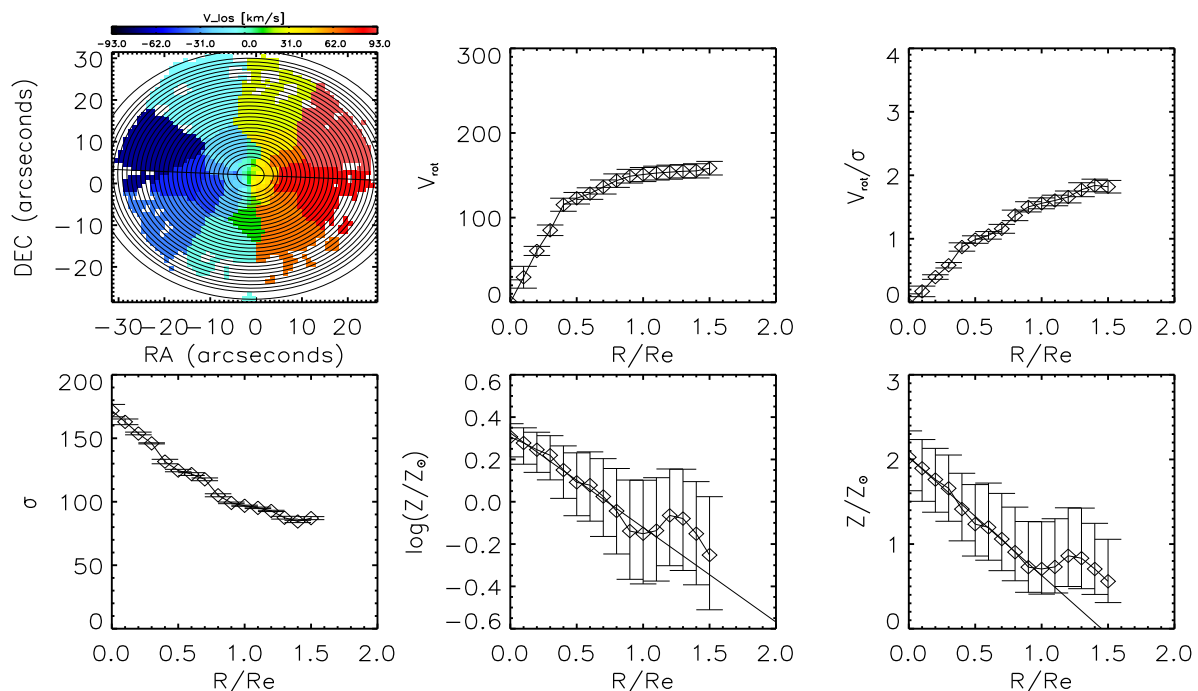 V_los [km/s]
−93.0 −62.0 −31.0 0.0 31.0 62.0 93.0
DEC (arcseconds)
30
20
10
0
−10
−20
−30 −20 −10 0 10 20
RA (arcseconds)
V_rot
300
200
100
0
0.0 0.5 1.0 1.5 2.0
R/Re
V_rot/σ
4
3
2
1
0
0.0 0.5 1.0 1.5 2.0
R/Re
σ
200
150
100
50
0
0.0 0.5 1.0 1.5 2.0
R/Re
log(Z/Z⊙)
0.6
0.4
0.2
0.0
−0.2
−0.4
−0.6
0.0 0.5 1.0 1.5 2.0
R/Re
Z/Z⊙
3
2
1
0
0.0 0.5 1.0 1.5 2.0
R/Re